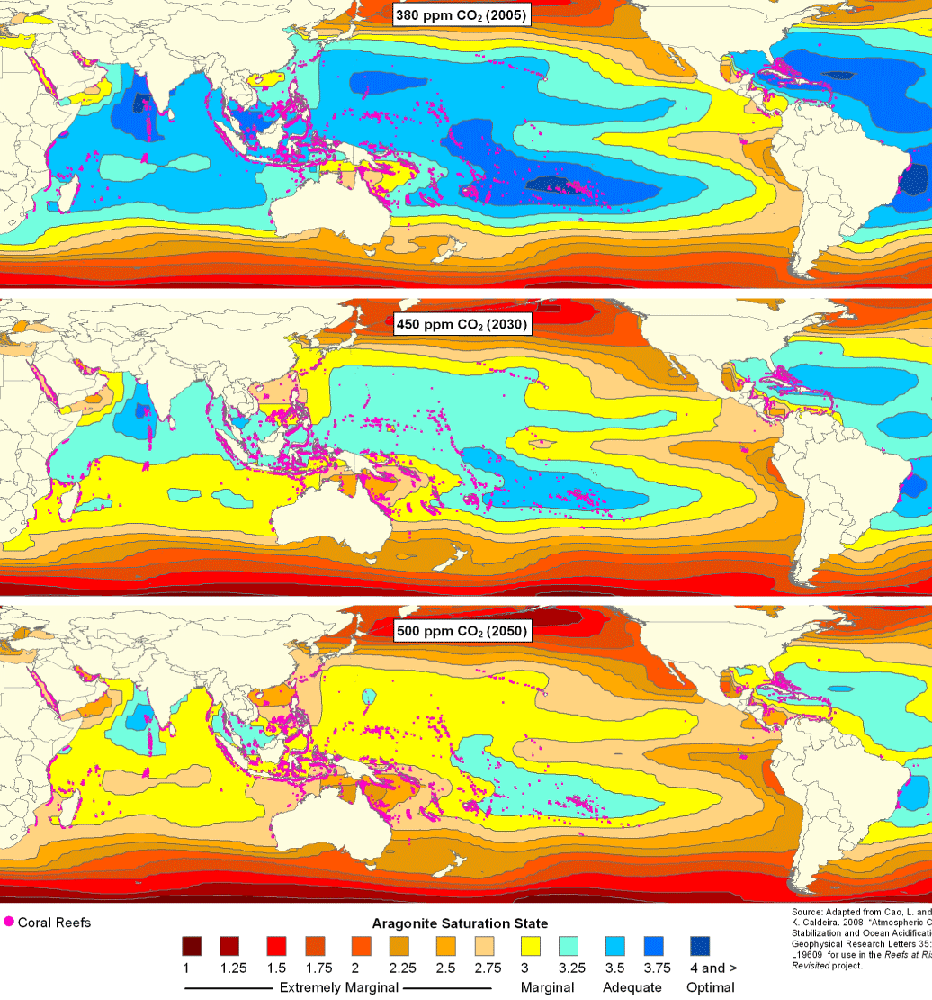 380 ppm CO₂ (2005)
450 ppm CO₂ (2030)
500 ppm CO₂ (2050)
Coral Reefs
Aragonite Saturation State
1 1.25 1.5 1.75 2 2.25 2.5 2.75 3 3.25 3.5 3.75 4 and >
Extremely Marginal Marginal Adequate Optimal
Source: Adapted from Cao, L. and
K. Caldeira. 2008, "Atmospheric C
Stabilization and Ocean Acidificati
Geophysical Research Letters 35:
L19609 for use in the Reefs at Ri
Revisited project.